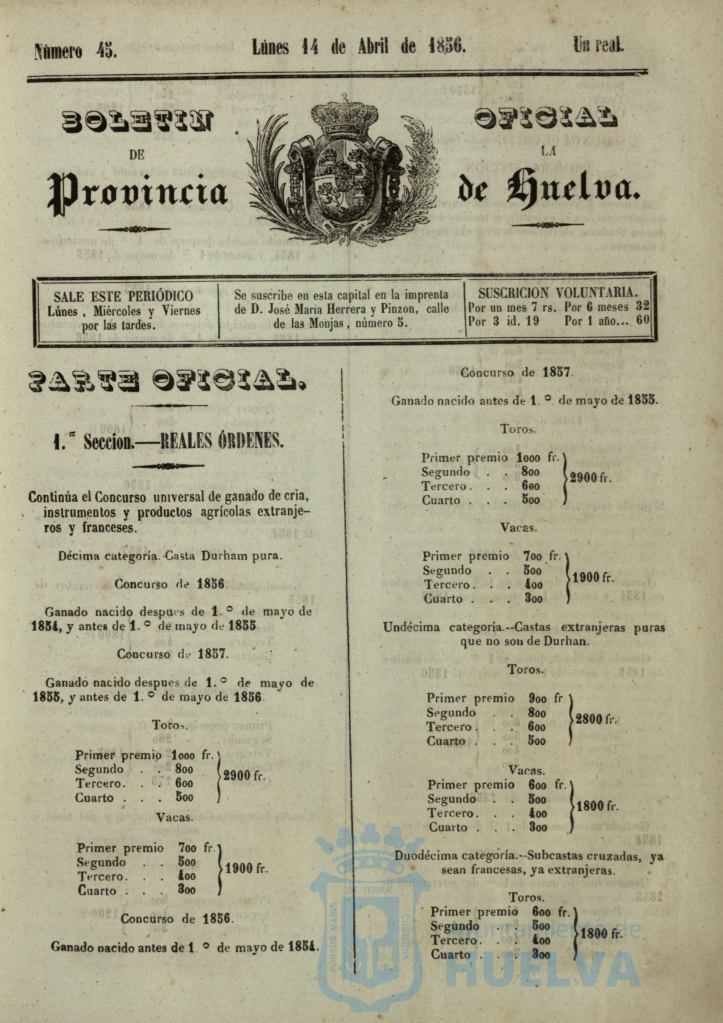 Número 45.
Lúnes 14 de Abril de 1856.
Un real.
BOLETIN OFICIAL
DE LA
Provincia de Huelva.
SALE ESTE PERIÓDICO
Lúnes, Miércoles y Viernes
por las tardes.
Se suscribe en esta capital en la imprenta
de D. José María Herrera y Pinzon, calle
de las Monjas, número 5.
SUSCRICION VOLUNTARIA.
Por un mes 7 rs. Por 6 meses 32
Por 3 id. 19 Por 1 año... 60
PARTE OFICIAL.
1.ª Seccion.—REALES ÓRDENES.
Continúa el Concurso universal de ganado de cria,
instrumentos y productos agrícolas extranje-
ros y franceses.
Décima categoría.-Casta Durham pura.
Concurso de 1856
Ganado nacido despues de 1.º de mayo de
1854, y antes de 1.º de mayo de 1855
Concurso de 1857.
Ganado nacido despues de 1.º de mayo de
1855, y antes de 1.º de mayo de 1856.
Toros.
Primer premio 1000 fr.
Segundo . . 800
Tercero. . . 600
Cuarto . . . 500
2900 fr.
Vacas.
Primer premio 700 fr.
Segundo . . 500
Tercero. . . 400
Cuarto . . . 300
1900 fr.
Concurso de 1856.
Ganado nacido antes de 1º de mayo de 1854.
Concurso de 1857.
Ganado nacido antes de 1.º de mayo de 1855.
Toros.
Primer premio 1000 fr.
Segundo . . 800
Tercero. . . 600
Cuarto . . . 500
2900 fr.
Vacas.
Primer premio 700 fr.
Segundo . . 500
Tercero. . . 400
Cuarto . . . 300
1900 fr.
Undécima categoría.--Castas extranjeras puras
que no son de Durhan.
Toros.
Primer premio 900 fr
Segundo . . 800
Tercero . . 600
Cuarto . . . 500
2800 fr.
Vacas.
Primer premio 600 fr.
Segundo . . 500
Tercero. . . 400
Cuarto . . . 300
1800 fr.
Duodécima categoría.--Subcastas cruzadas, ya
sean francesas, ya extranjeras.
Toros.
Primer premio 600 fr.
Segundo . . 500
Tercero. . . 400
Cuarto . . . 300
1800 fr.
PORTUS MARIS
ET TERRAE
CUSTODIA
Ayuntamiento de
HUELVA